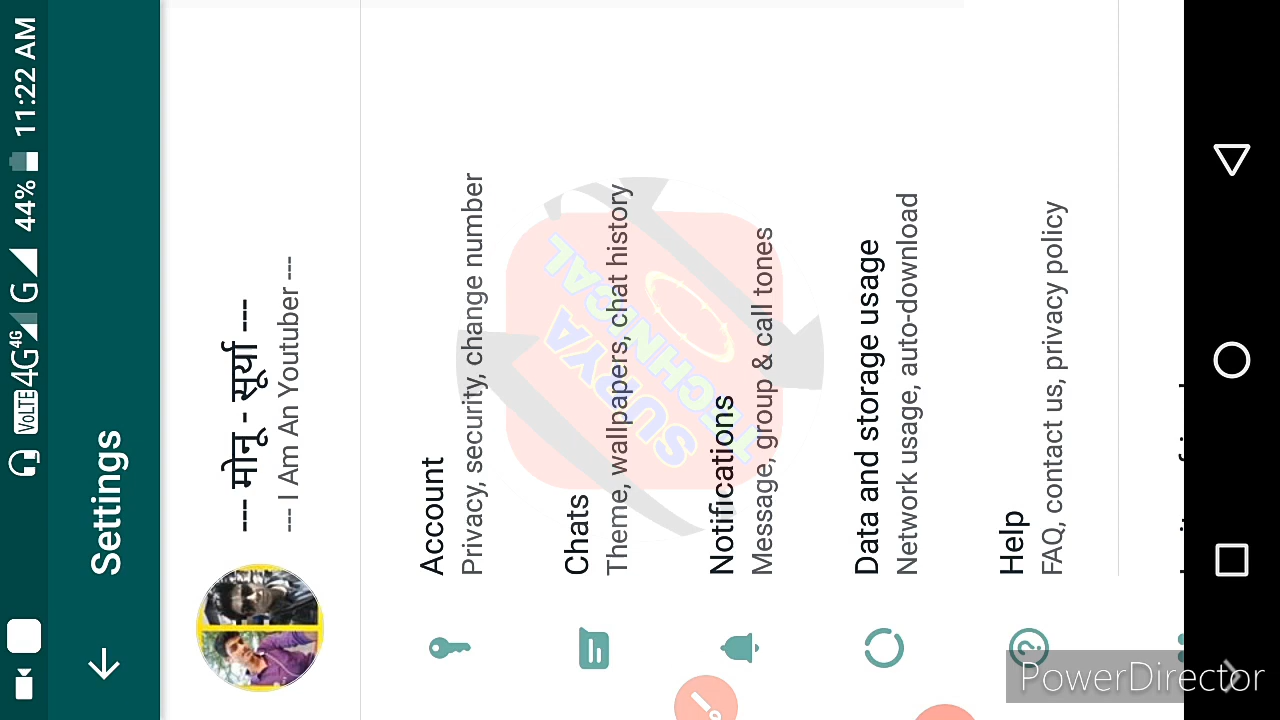 VoLTE 4G 4G G 44% 11:22 AM
Settings
--- मोनू - सूर्या ---
--- I Am An Youtuber ---
Account
Privacy, security, change number
Chats
Theme, wallpapers, chat history
Notifications
Message, group & call tones
Data and storage usage
Network usage, auto-download
Help
FAQ, contact us, privacy policy
SURYA
TECHNICAL
PowerDirector